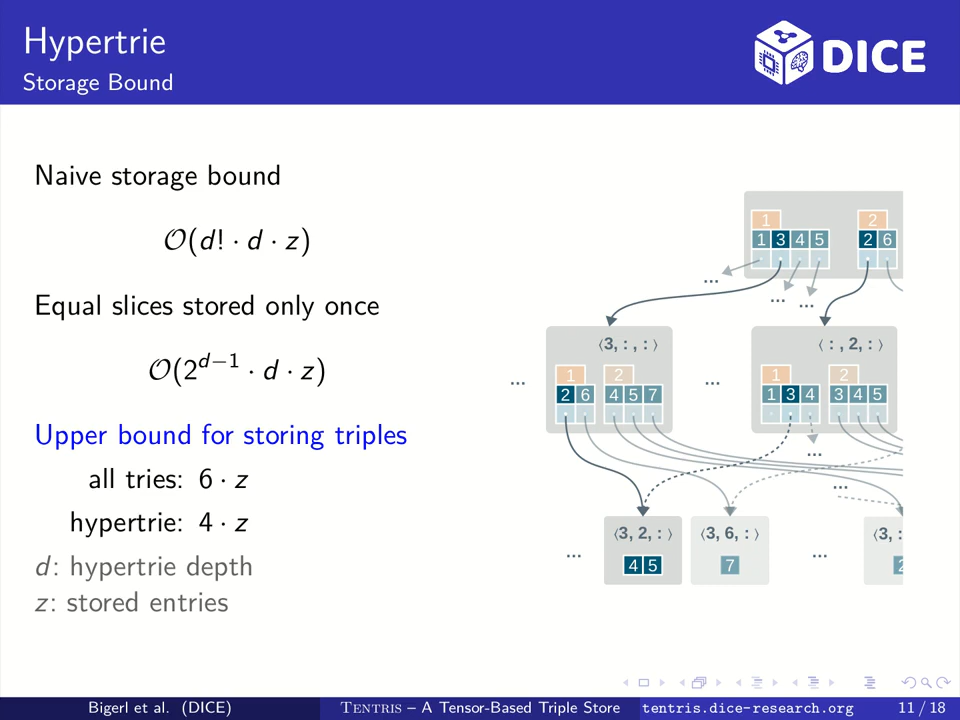 Hypertrie
Storage Bound
DICE
Naive storage bound
O(d! · d · z)
Equal slices stored only once
O(2^{d−1} · d · z)
Upper bound for storing triples
all tries: 6 · z
hypertrie: 4 · z
d: hypertrie depth
z: stored entries
1 2
1 3 4 5 2 6
... ... ...
⟨3, : , : ⟩ ⟨ : , 2, : ⟩
... 1 2 ... 1 2
2 6 4 5 7 1 3 4 3 4 5
...
...
⟨3, 2, : ⟩ ⟨3, 6, : ⟩ ⟨3, :
... 4 5 7 ... 2
Bigerl et al. (DICE) Tentris – A Tensor-Based Triple Store tentris.dice-research.org 11 / 18